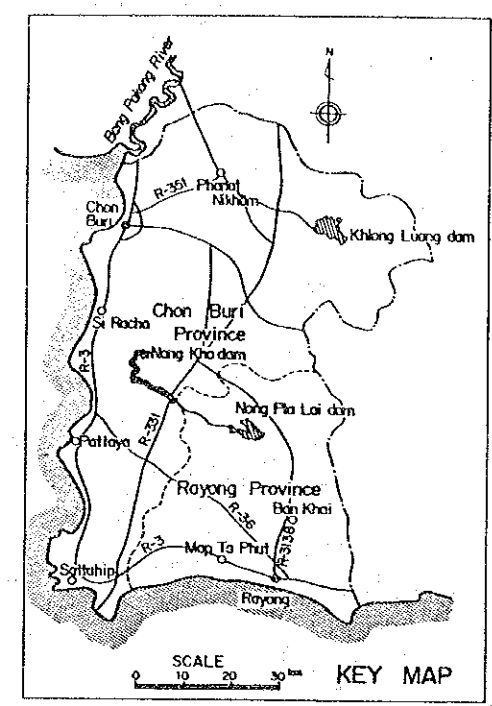 N
Bang Pakong River
R-351
Phanat
Nikhom
Chon
Buri
Khlong Luang dam
Si Racha
Chon Buri
Province
R-3
Nong Kho dam
R-331
Nong Pla Lai dam
Pattaya
Rayong Province
R-36
Ban Khai
R-3
Map Ta Phut
R-3138
Sattahip
Rayong
SCALE
0 10 20 30 km
KEY MAP